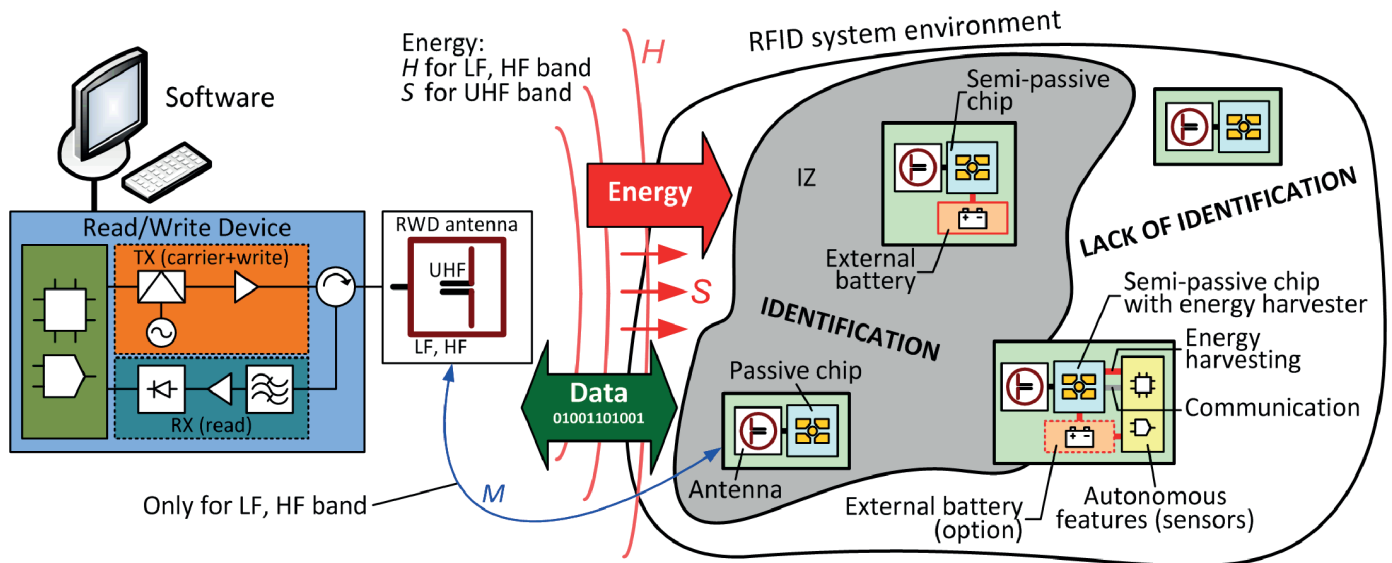 Software
Read/Write Device
TX (carrier+write)
RX (read)
RWD antenna
UHF
LF, HF
Only for LF, HF band
M
Energy:
H for LF, HF band
S for UHF band
H
Energy
S
Data
01001101001
RFID system environment
IZ
Semi-passive
chip
External
battery
IDENTIFICATION
LACK OF IDENTIFICATION
Passive chip
Antenna
Semi-passive chip
with energy harvester
Energy
harvesting
Communication
External battery
(option)
Autonomous
features (sensors)